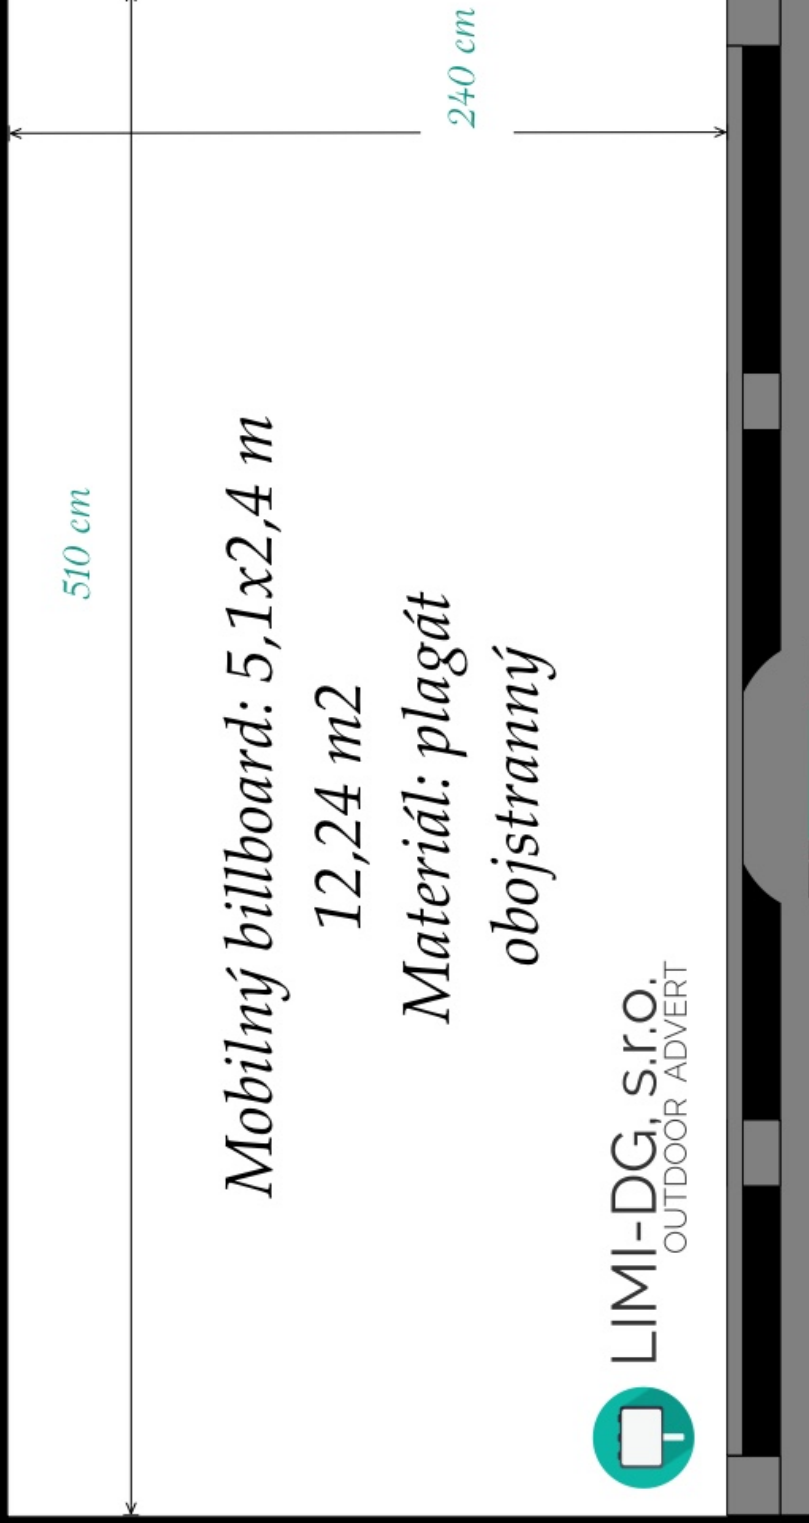 240 cm
510 cm
Mobilný billboard: 5,1x2,4 m
12,24 m2
Materiál: plagát
obojstranný
LIMI-DG, s.r.o.
OUTDOOR ADVERT